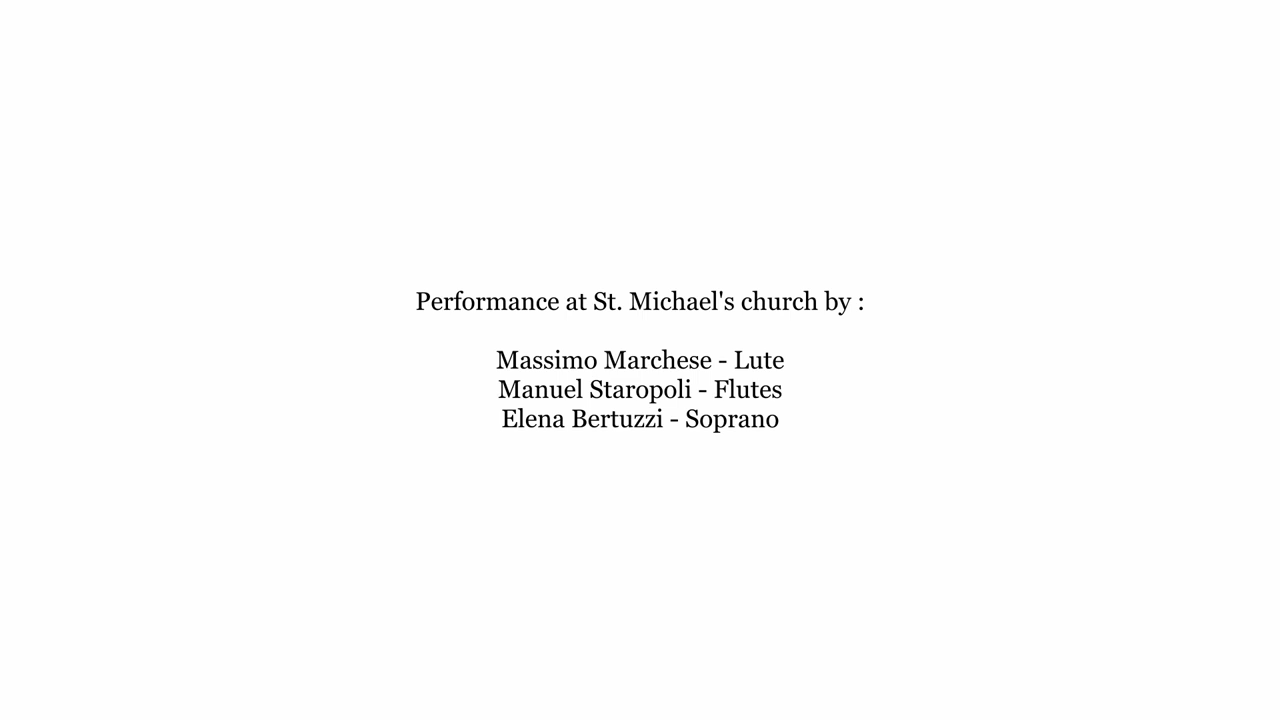 Performance at St. Michael's church by :
Massimo Marchese - Lute
Manuel Staropoli - Flutes
Elena Bertuzzi - Soprano